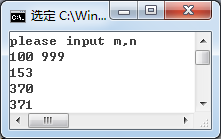 选定 C:\Win...
please input m,n
100 999
153
370
371